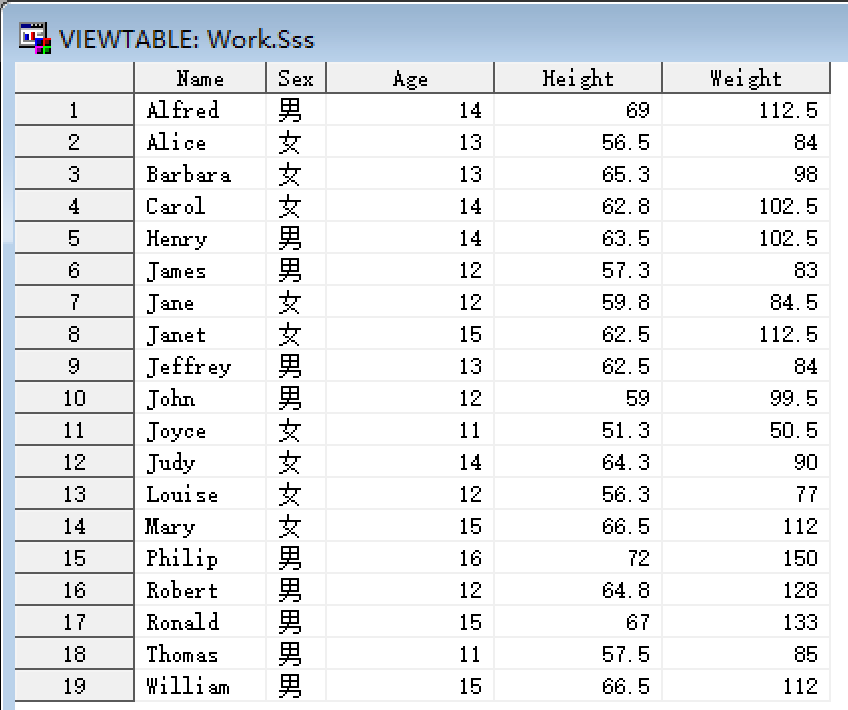 VIEWTABLE: Work.Sss
Name Sex Age Height Weight
1 Alfred 男 14 69 112.5
2 Alice 女 13 56.5 84
3 Barbara 女 13 65.3 98
4 Carol 女 14 62.8 102.5
5 Henry 男 14 63.5 102.5
6 James 男 12 57.3 83
7 Jane 女 12 59.8 84.5
8 Janet 女 15 62.5 112.5
9 Jeffrey 男 13 62.5 84
10 John 男 12 59 99.5
11 Joyce 女 11 51.3 50.5
12 Judy 女 14 64.3 90
13 Louise 女 12 56.3 77
14 Mary 女 15 66.5 112
15 Philip 男 16 72 150
16 Robert 男 12 64.8 128
17 Ronald 男 15 67 133
18 Thomas 男 11 57.5 85
19 William 男 15 66.5 112